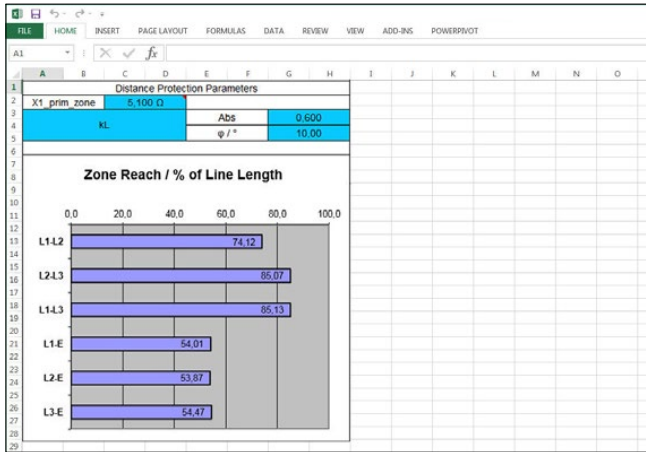 FILE HOME INSERT PAGE LAYOUT FORMULAS DATA REVIEW VIEW ADD-INS POWERPIVOT
A1 fx
A B C D E F G H I J K L M N O
1 Distance Protection Parameters
2 X1_prim_zone 5,100 Ω
3 Abs 0,600
4 kL
5 φ / ° 10,00
6
7
8 Zone Reach / % of Line Length
9
10
11 0,0 20,0 40,0 60,0 80,0 100,0
12
13 L1-L2 74,12
14
15
16 L2-L3 85,07
17
18 L1-L3 85,13
19
20
21 L1-E 54,01
22
23
24 L2-E 53,87
25
26 L3-E 54,47
27
28
29